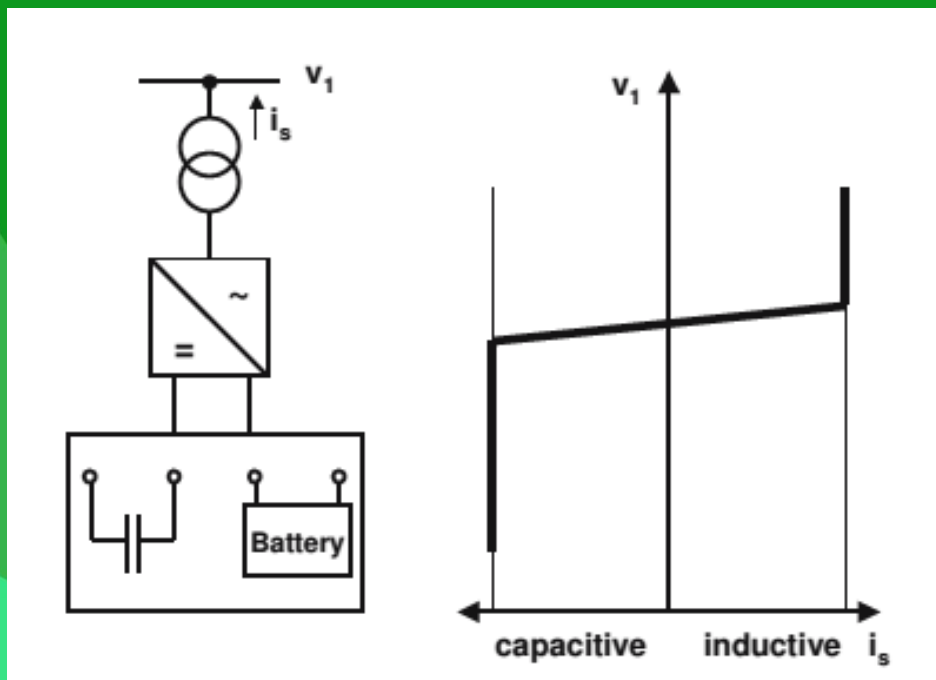 v₁
iₛ
~
=
Battery
v₁
capacitive
inductive
iₛ